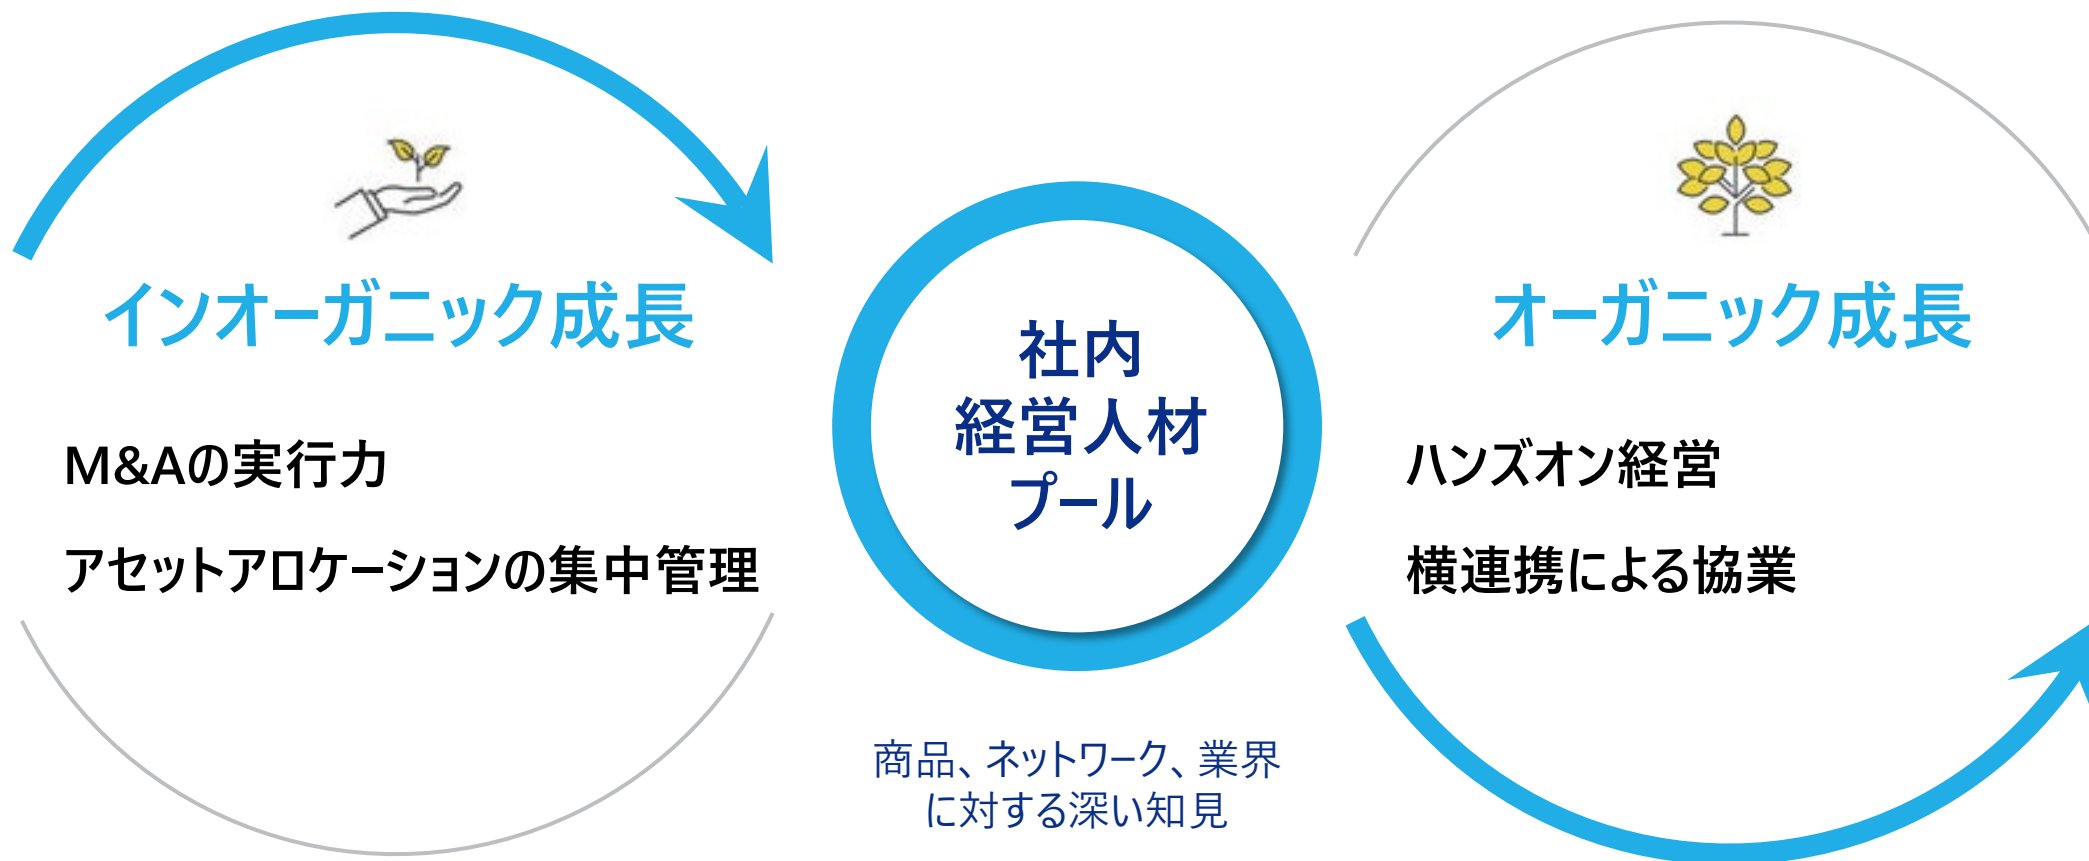 インオーガニック成長
M&Aの実行力
アセットアロケーションの集中管理
社内
経営人材
プール
商品、ネットワーク、業界
に対する深い知見
オーガニック成長
ハンズオン経営
横連携による協業